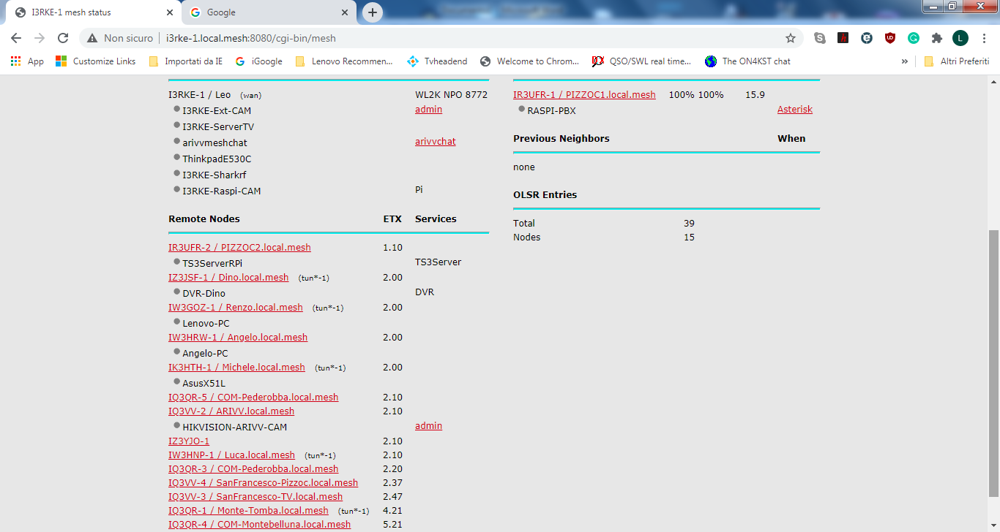 I3RKE-1 mesh status
Google
Non sicuro | i3rke-1.local.mesh:8080/cgi-bin/mesh
App
Customize Links
Importati da IE
iGoogle
Lenovo Recommen...
Tvheadend
Welcome to Chrom...
QSO/SWL real time...
The ON4KST chat
»
Altri Preferiti
I3RKE-1 / Leo (wan) WL2K NPO 8772
I3RKE-Ext-CAM admin
I3RKE-ServerTV
arivvmeshchat arivvchat
ThinkpadE530C
I3RKE-Sharkrf
I3RKE-Raspi-CAM Pi
Remote Nodes ETX Services
IR3UFR-2 / PIZZOC2.local.mesh 1.10
TS3ServerRPi TS3Server
IZ3JSF-1 / Dino.local.mesh (tun*-1) 2.00
DVR-Dino DVR
IW3GOZ-1 / Renzo.local.mesh (tun*-1) 2.00
Lenovo-PC
IW3HRW-1 / Angelo.local.mesh 2.00
Angelo-PC
IK3HTH-1 / Michele.local.mesh (tun*-1) 2.00
AsusX51L
IQ3QR-5 / COM-Pederobba.local.mesh 2.10
IQ3VV-2 / ARIVV.local.mesh 2.10
HIKVISION-ARIVV-CAM admin
IZ3YJO-1 2.10
IW3HNP-1 / Luca.local.mesh (tun*-1) 2.10
IQ3QR-3 / COM-Pederobba.local.mesh 2.20
IQ3VV-4 / SanFrancesco-Pizzoc.local.mesh 2.37
IQ3VV-3 / SanFrancesco-TV.local.mesh 2.47
IQ3QR-1 / Monte-Tomba.local.mesh (tun*-1) 4.21
IQ3QR-4 / COM-Montebelluna.local.mesh 5.21
IR3UFR-1 / PIZZOC1.local.mesh 100% 100% 15.9
RASPI-PBX Asterisk
Previous Neighbors When
none
OLSR Entries
Total 39
Nodes 15